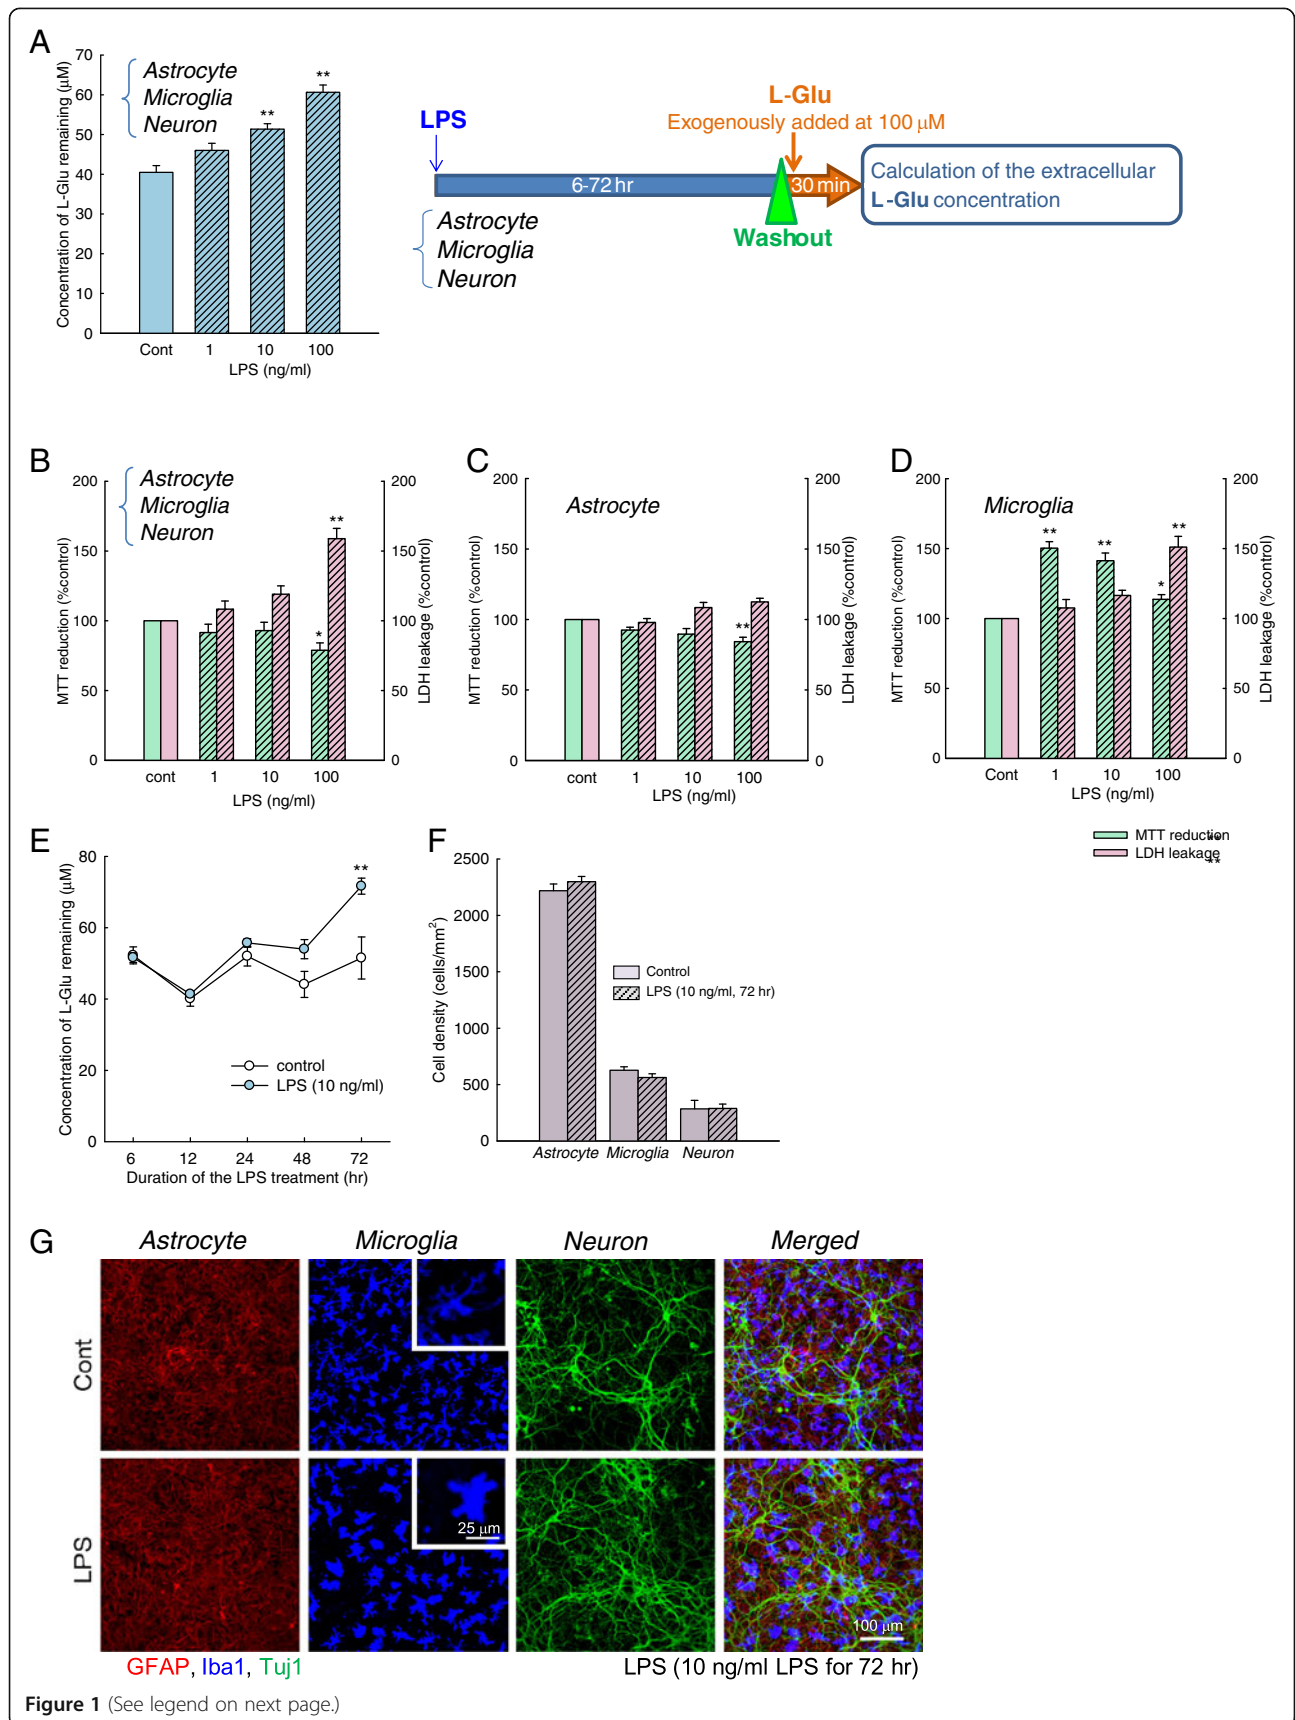 A
Concentration of L-Glu remaining (μM)
70
60
50
40
30
20
10
0
Astrocyte
Microglia
Neuron
**
**
Cont 1 10 100
LPS (ng/ml)
LPS
L-Glu
Exogenously added at 100 μM
6-72 hr
30 min
Washout
Astrocyte
Microglia
Neuron
Calculation of the extracellular
L-Glu concentration
B
MTT reduction (%control)
200
150
100
50
0
Astrocyte
Microglia
Neuron
*
**
200
150
100
50
0
LDH leakage (%control)
cont 1 10 100
LPS (ng/ml)
C
MTT reduction (%control)
200
150
100
50
0
Astrocyte
**
200
150
100
50
0
LDH leakage (%control)
cont 1 10 100
LPS (ng/ml)
D
MTT reduction (%control)
200
150
100
50
0
Microglia
**
**
*
**
200
150
100
50
0
LDH leakage (%control)
Cont 1 10 100
LPS (ng/ml)
MTT reduction
**
LDH leakage
**
E
Concentration of L-Glu remaining (μM)
80
60
40
20
0
**
control
LPS (10 ng/ml)
6 12 24 48 72
Duration of the LPS treatment (hr)
F
Cell density (cells/mm²)
2500
2000
1500
1000
500
0
Control
LPS (10 ng/ml, 72 hr)
Astrocyte Microglia Neuron
G
Astrocyte Microglia Neuron Merged
Cont
LPS
25 μm
100 μm
GFAP, Iba1, Tuj1
LPS (10 ng/ml LPS for 72 hr)
Figure 1 (See legend on next page.)